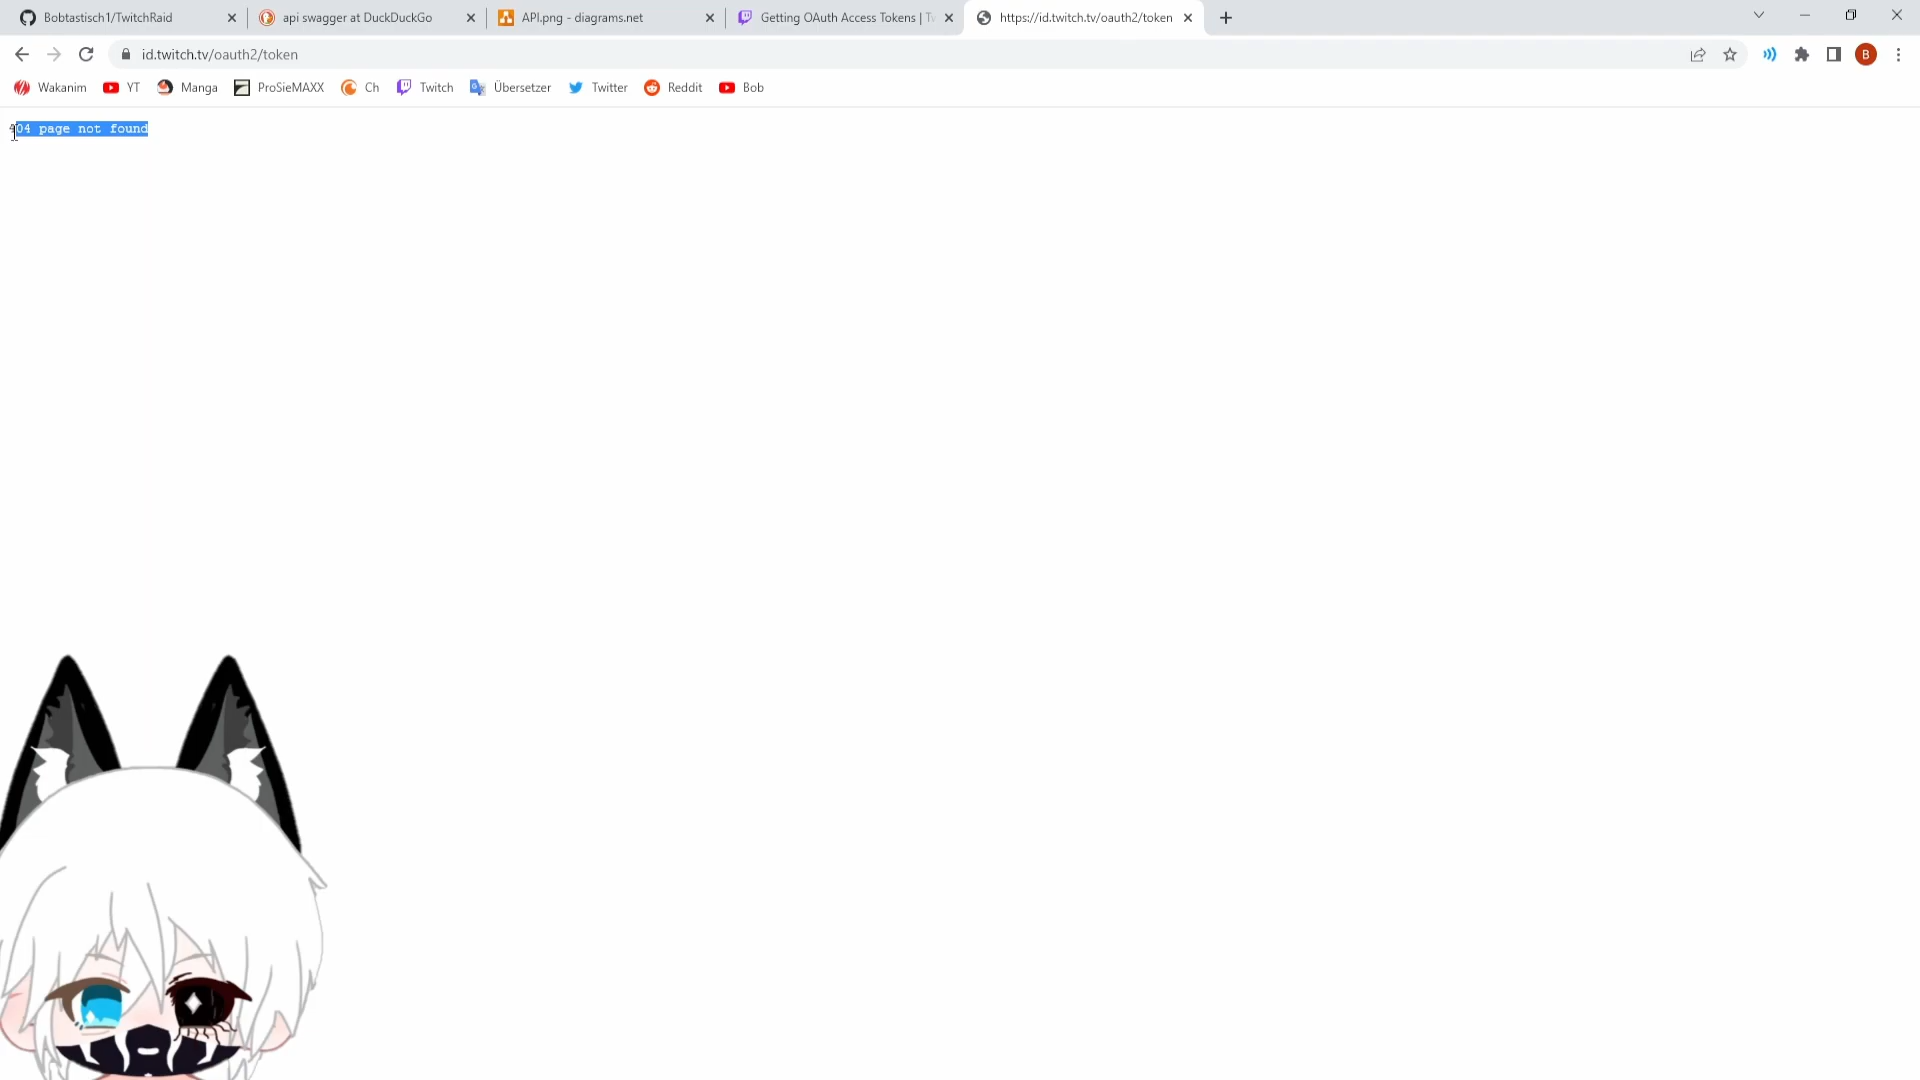 Bobtastisch1/TwitchRaid
api swagger at DuckDuckGo
API.png - diagrams.net
Getting OAuth Access Tokens | Tw
https://id.twitch.tv/oauth2/token
id.twitch.tv/oauth2/token
B
Wakanim
YT
Manga
ProSieMAXX
Ch
Twitch
Übersetzer
Twitter
Reddit
Bob
404 page not found